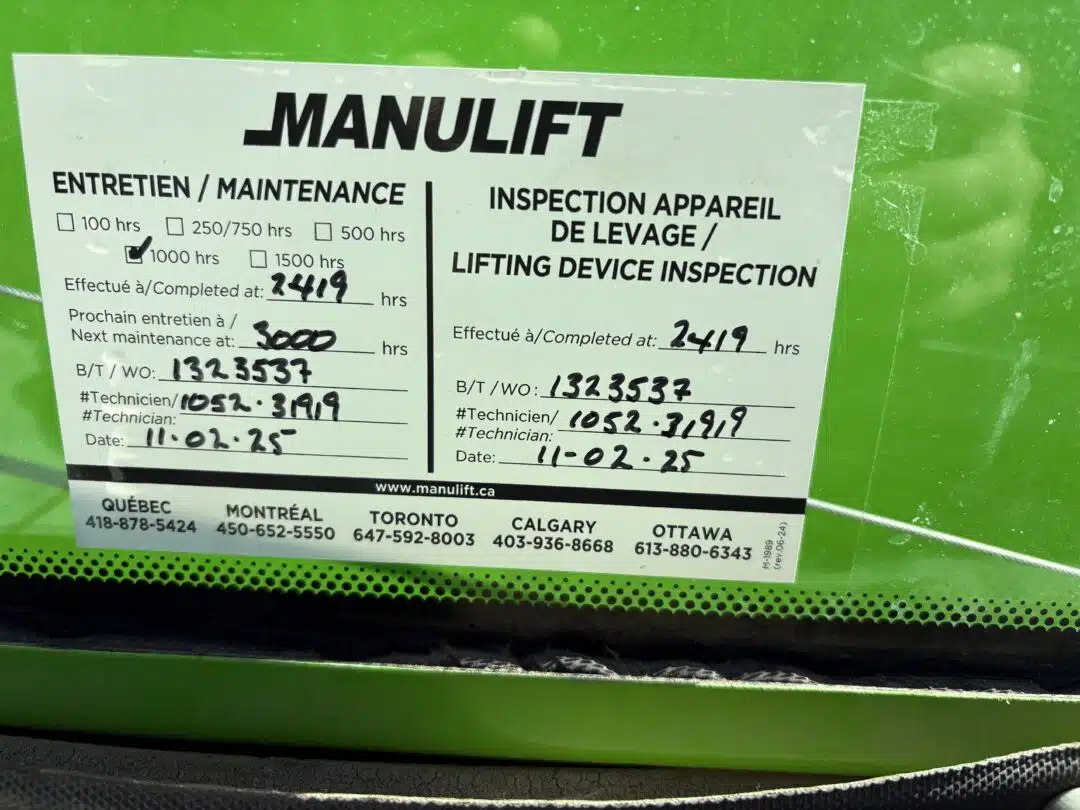 MANULIFT
ENTRETIEN / MAINTENANCE
100 hrs 250/750 hrs 500 hrs
1000 hrs 1500 hrs
Effectué à/Completed at: 2419 hrs
Prochain entretien à /
Next maintenance at: 3000 hrs
B/T / WO: 1323537
#Technicien/ 1052.31919
#Technician:
Date: 11.02.25
INSPECTION APPAREIL
DE LEVAGE /
LIFTING DEVICE INSPECTION
Effectué à/Completed at: 2419 hrs
B/T / WO: 1323537
#Technicien/ 1052.31919
#Technician:
Date: 11-02.25
www.manulift.ca
QUÉBEC MONTRÉAL TORONTO CALGARY OTTAWA
418-878-5424 450-652-5550 647-592-8003 403-936-8668 613-880-6343
M-1989
(rev.06-24)